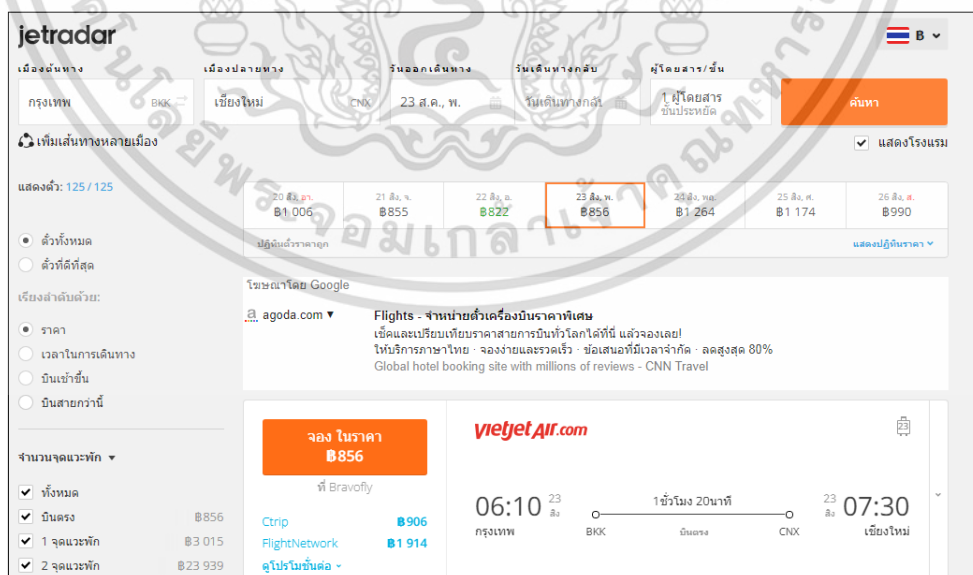 jetradar
฿
เมืองต้นทาง เมืองปลายทาง วันออกเดินทาง วันเดินทางกลับ ผู้โดยสาร/ชั้น
กรุงเทพ BKK เชียงใหม่ CNX 23 ส.ค., พ. วันเดินทางกลับ 1 ผู้โดยสาร
ชั้นประหยัด
ค้นหา
เพิ่มเส้นทางหลายเมือง
แสดงโรงแรม
แสดงตั๋ว: 125 / 125
20 สิง, อา. 21 สิง, จ. 22 สิง, อ. 23 สิง, พ. 24 สิง, พฤ. 25 สิง, ศ. 26 สิง, ส.
฿1 006 ฿855 ฿822 ฿856 ฿1 264 ฿1 174 ฿990
ปฏิทินตั๋วราคาถูก แสดงปฏิทินราคา
ตั๋วทั้งหมด
ตั๋วที่ดีที่สุด
เรียงลำดับด้วย:
ราคา
เวลาในการเดินทาง
บินเช้าขึ้น
บินสายกว่านี้
โฆษณาโดย Google
agoda.com
Flights - จำหน่ายตั๋วเครื่องบินราคาพิเศษ
เช็คและเปรียบเทียบราคาสายการบินทั่วโลกได้ที่นี่ แล้วจองเลย!
ให้บริการภาษาไทย · จองง่ายและรวดเร็ว · ข้อเสนอที่มีเวลาจำกัด · ลดสูงสุด 80%
Global hotel booking site with millions of reviews - CNN Travel
จำนวนจุดแวะพัก
ทั้งหมด
บินตรง ฿856
1 จุดแวะพัก ฿3 015
2 จุดแวะพัก ฿23 939
จอง ในราคา
฿856
ที่ Bravofly
Ctrip ฿906
FlightNetwork ฿1 914
ดูโปรโมชั่นต่อ
vietjetAir.com
23
06:10 23 สิง 1ชั่วโมง 20นาที 23 สิง 07:30
กรุงเทพ BKK บินตรง CNX เชียงใหม่